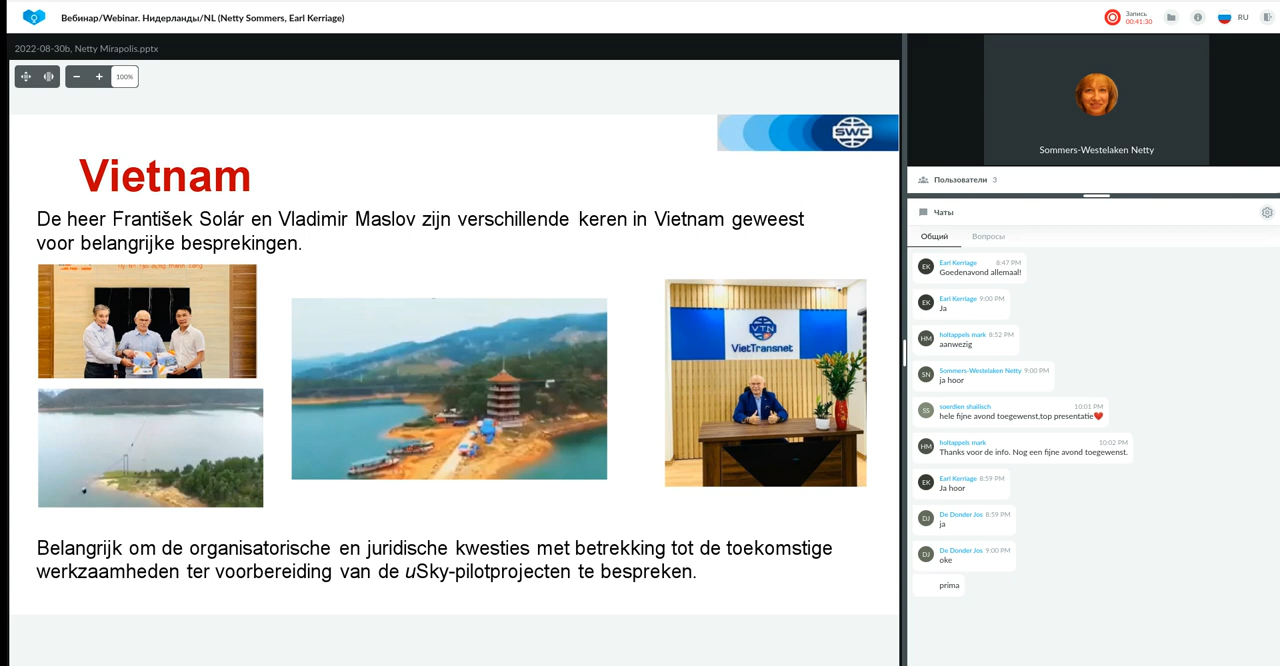 Вебинар/Webinar. Нидерланды/NL (Netty Sommers, Earl Kerriage)
Запись
00:41:30
RU
2022-08-30b, Netty Mirapolis.pptx
100%
SWC
Vietnam
De heer František Solár en Vladimir Maslov zijn verschillende keren in Vietnam geweest
voor belangrijke besprekingen.
VTN
VietTransnet
Belangrijk om de organisatorische en juridische kwesties met betrekking tot de toekomstige
werkzaamheden ter voorbereiding van de uSky-pilotprojecten te bespreken.
Sommers-Westelaken Netty
Пользователи 3
Чаты
Общий
Вопросы
EK
Earl Kerriage 8:47 PM
Goedenavond allemaal!
EK
Earl Kerriage 9:00 PM
Ja
HM
holtappels mark 8:52 PM
aanwezig
SN
Sommers-Westelaken Netty 9:00 PM
ja hoor
SS
soerdien shailisch 10:01 PM
hele fijne avond toegewenst,top presentatie❤️
HM
holtappels mark 10:02 PM
Thanks voor de info. Nog een fijne avond toegewenst.
EK
Earl Kerriage 8:59 PM
Ja hoor
DJ
De Donder Jos 8:59 PM
ja
DJ
De Donder Jos 9:00 PM
oke
prima